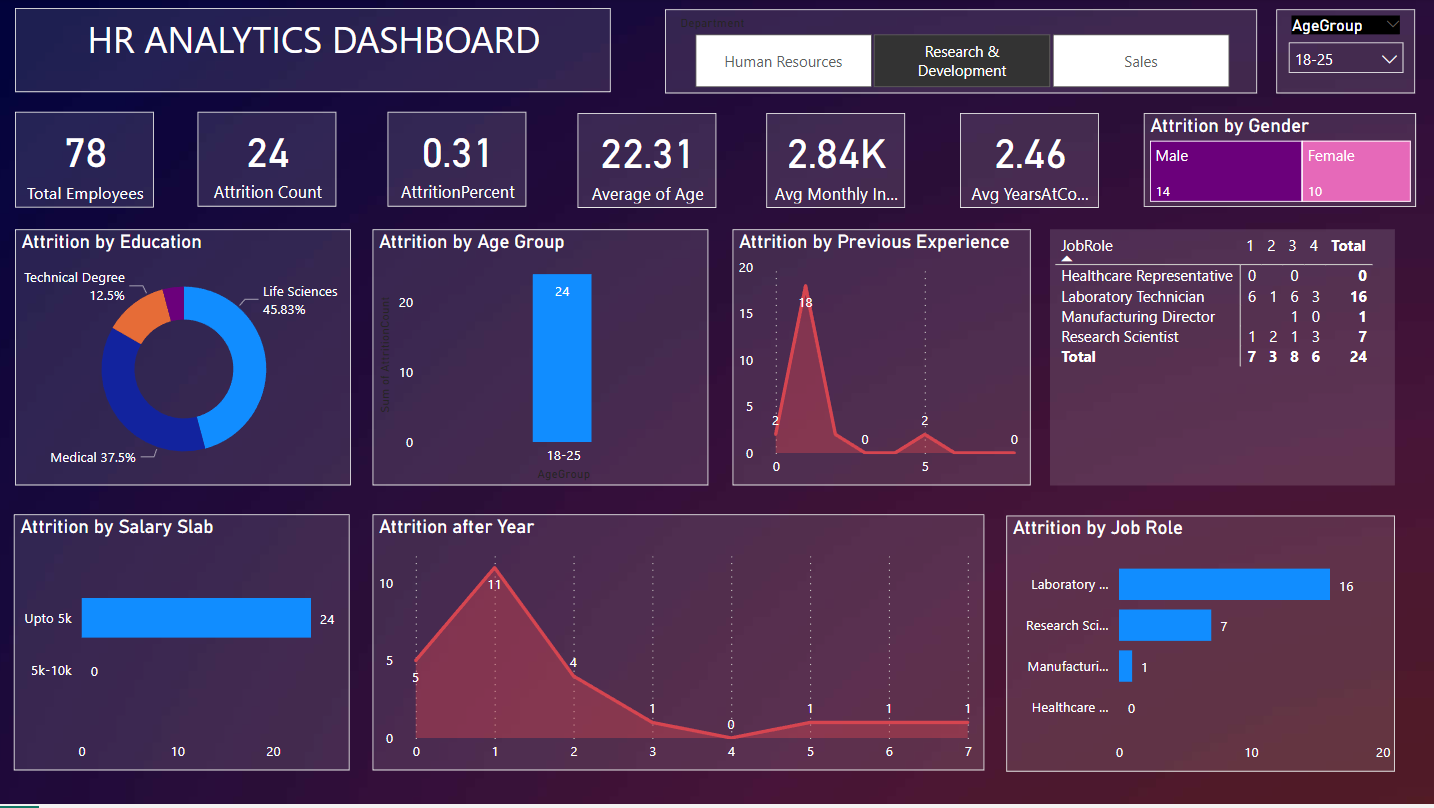 HR ANALYTICS DASHBOARD
Department
Human Resources
Research &
Development
Sales
AgeGroup
18-25
78
Total Employees
24
Attrition Count
0.31
AttritionPercent
22.31
Average of Age
2.84K
Avg Monthly In...
2.46
Avg YearsAtCo...
Attrition by Gender
Male
14
Female
10
Attrition by Education
Technical Degree
12.5%
Life Sciences
45.83%
Medical 37.5%
Attrition by Age Group
Sum of AttritionCount
20
10
0
24
18-25
AgeGroup
Attrition by Previous Experience
20
15
10
5
0
2
18
0
2
0
0
5
JobRole 1 2 3 4 Total
Healthcare Representative 0 0 0
Laboratory Technician 6 1 6 3 16
Manufacturing Director 1 0 1
Research Scientist 1 2 1 3 7
Total 7 3 8 6 24
Attrition by Salary Slab
Upto 5k 24
5k-10k 0
0 10 20
Attrition after Year
10
5
0
5
11
4
1
0
1
1
1
0 1 2 3 4 5 6 7
Attrition by Job Role
Laboratory ... 16
Research Sci... 7
Manufacturi... 1
Healthcare ... 0
0 10 20